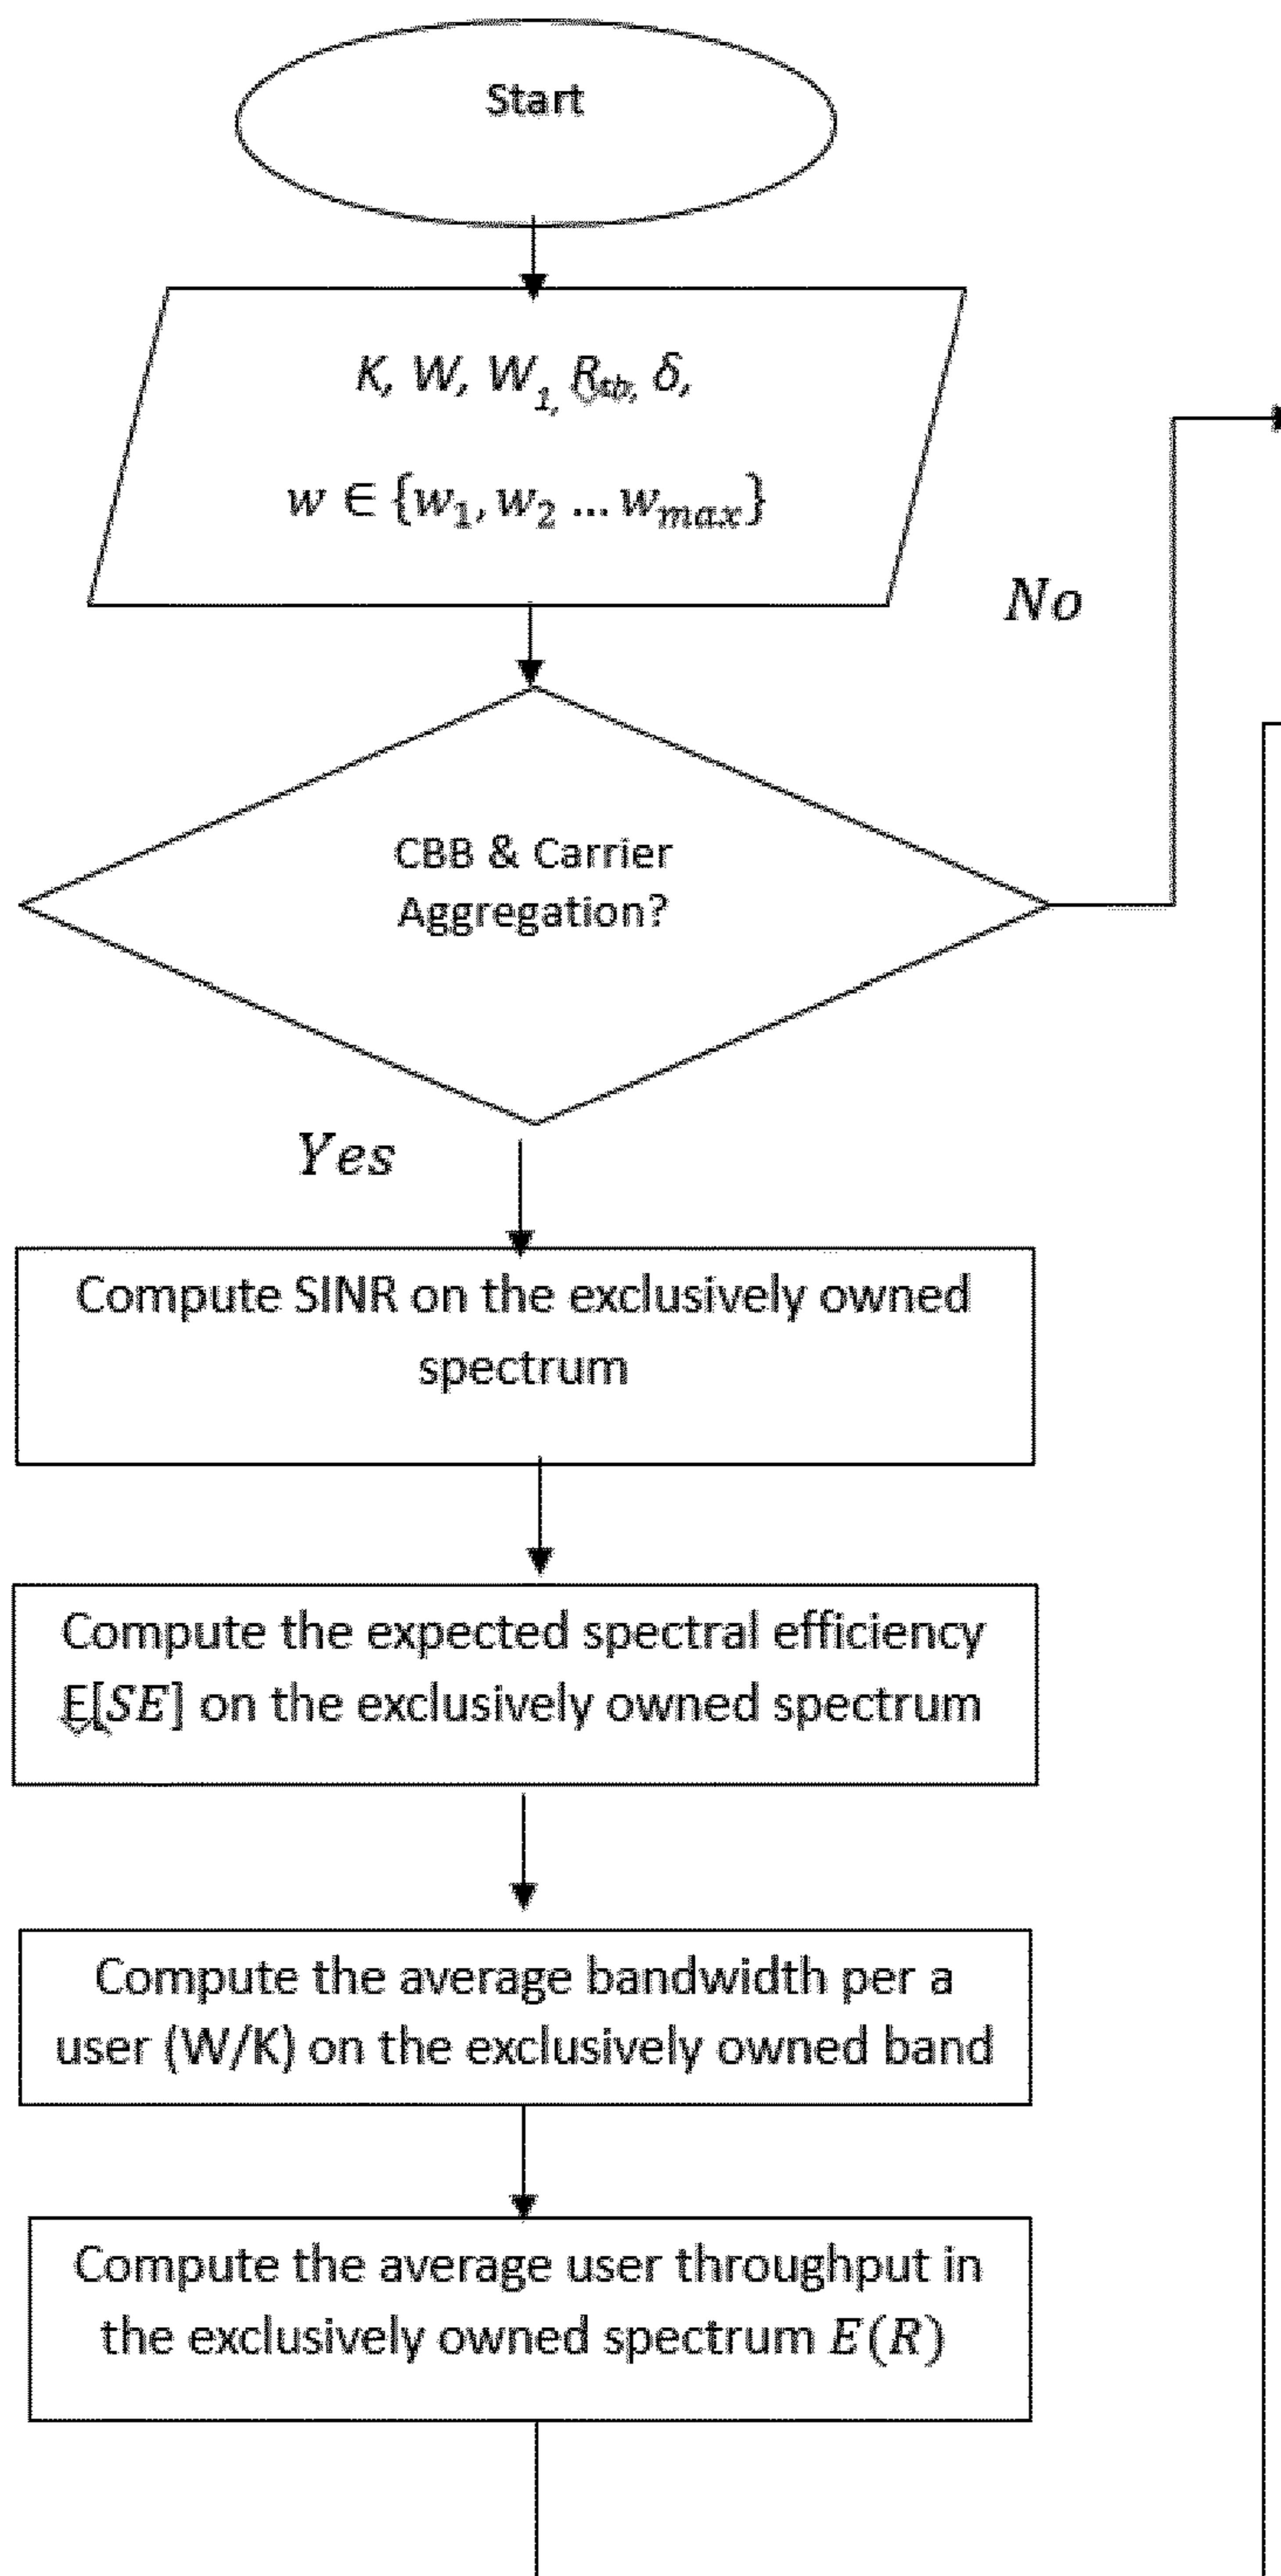 Start
K, W, W₁, Rₜₕ, δ,
w ∈ {w₁, w₂ ... wₘₐₓ}
No
CBB & Carrier
Aggregation?
Yes
Compute SINR on the exclusively owned
spectrum
Compute the expected spectral efficiency
E[SE] on the exclusively owned spectrum
Compute the average bandwidth per a
user (W/K) on the exclusively owned band
Compute the average user throughput in
the exclusively owned spectrum E(R)